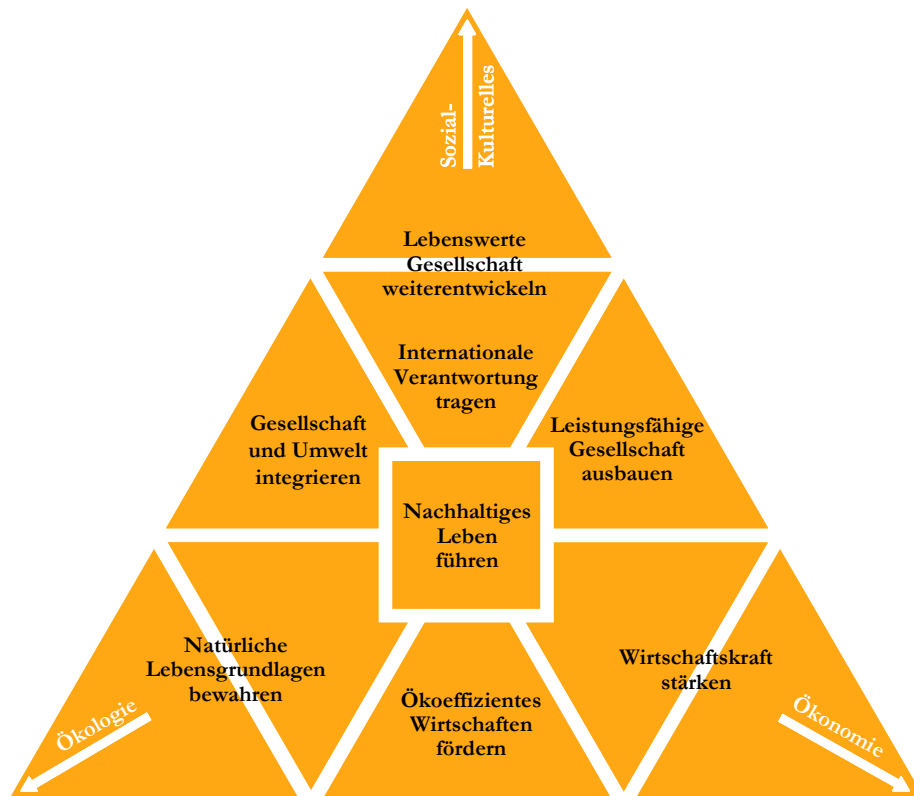 Sozial-
Kulturelles
Lebenswerte
Gesellschaft
weiterentwickeln
Internationale
Verantwortung
tragen
Gesellschaft
und Umwelt
integrieren
Leistungsfähige
Gesellschaft
ausbauen
Nachhaltiges
Leben
führen
Natürliche
Lebensgrundlagen
bewahren
Wirtschaftskraft
stärken
Ökoeffizientes
Wirtschaften
fördern
Ökologie
Ökonomie